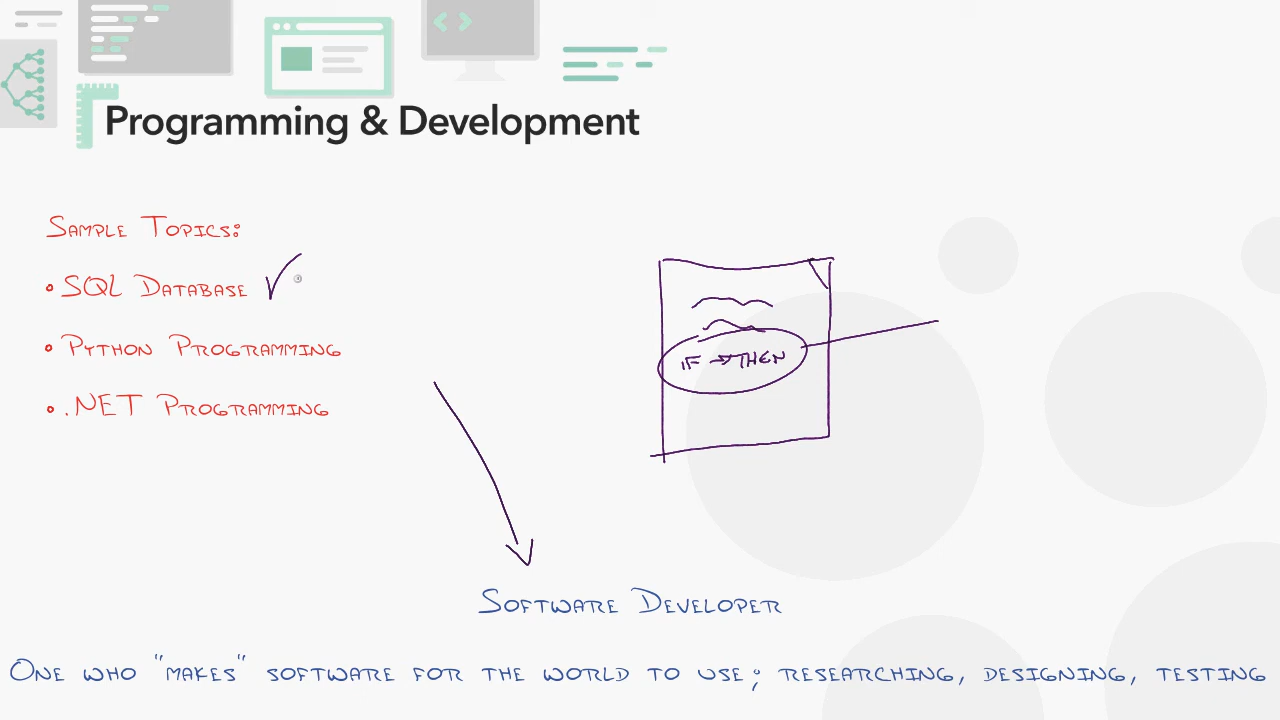 Programming & Development
Sample Topics:
• SQL Database
• Python Programming
• .NET Programming
IF → THEN
Software Developer
One who "makes" software for the world to use; researching, designing, testing